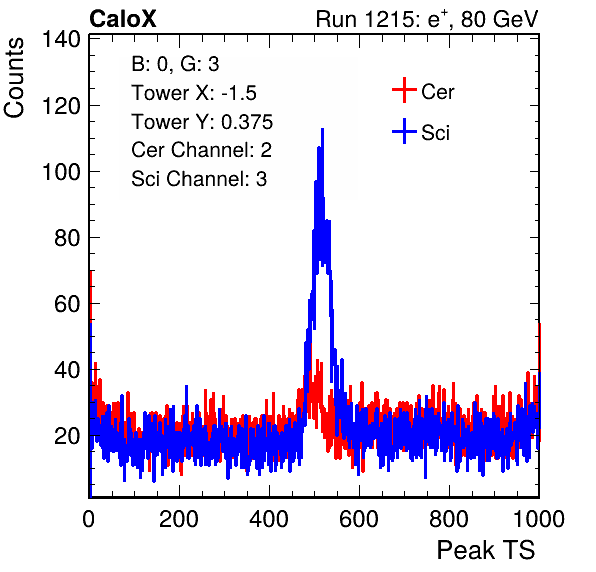 CaloX Run 1215: e⁺, 80 GeV
Counts
140
120
100
80
60
40
20
B: 0, G: 3
Tower X: -1.5
Tower Y: 0.375
Cer Channel: 2
Sci Channel: 3
Cer
Sci
0 200 400 600 800 1000
Peak TS